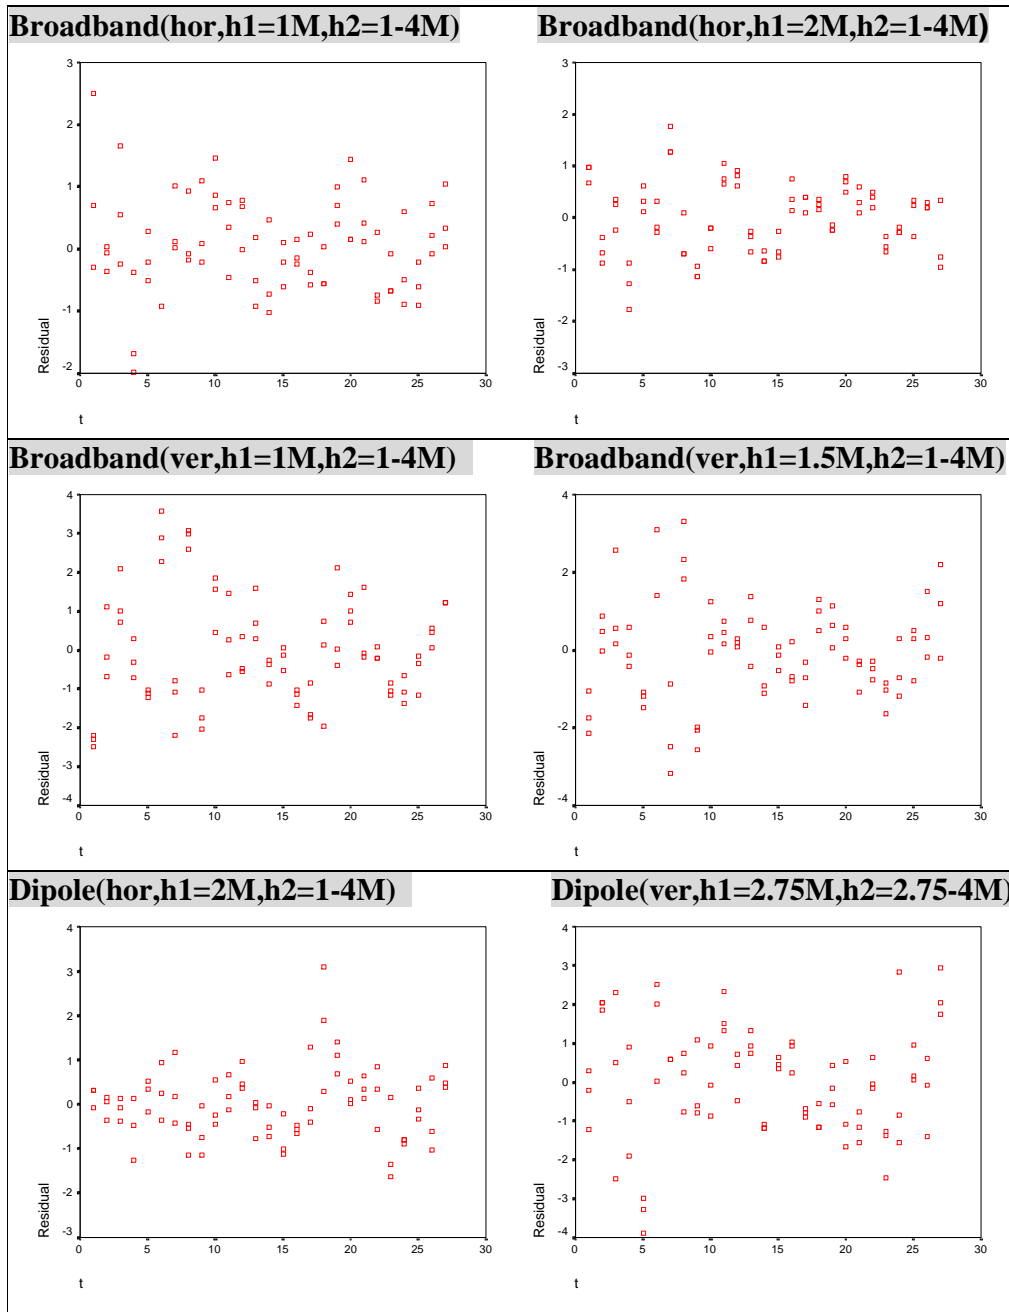 Broadband(hor,h1=1M,h2=1-4M)
3
2
1
0
-1
-2
Residual
0 5 10 15 20 25 30
t
Broadband(hor,h1=2M,h2=1-4M)
3
2
1
0
-1
-2
-3
Residual
0 5 10 15 20 25 30
t
Broadband(ver,h1=1M,h2=1-4M)
4
3
2
1
0
-1
-2
-3
-4
Residual
0 5 10 15 20 25 30
t
Broadband(ver,h1=1.5M,h2=1-4M)
4
3
2
1
0
-1
-2
-3
-4
Residual
0 5 10 15 20 25 30
t
Dipole(hor,h1=2M,h2=1-4M)
4
3
2
1
0
-1
-2
-3
Residual
0 5 10 15 20 25 30
t
Dipole(ver,h1=2.75M,h2=2.75-4M)
4
3
2
1
0
-1
-2
-3
-4
Residual
0 5 10 15 20 25 30
t